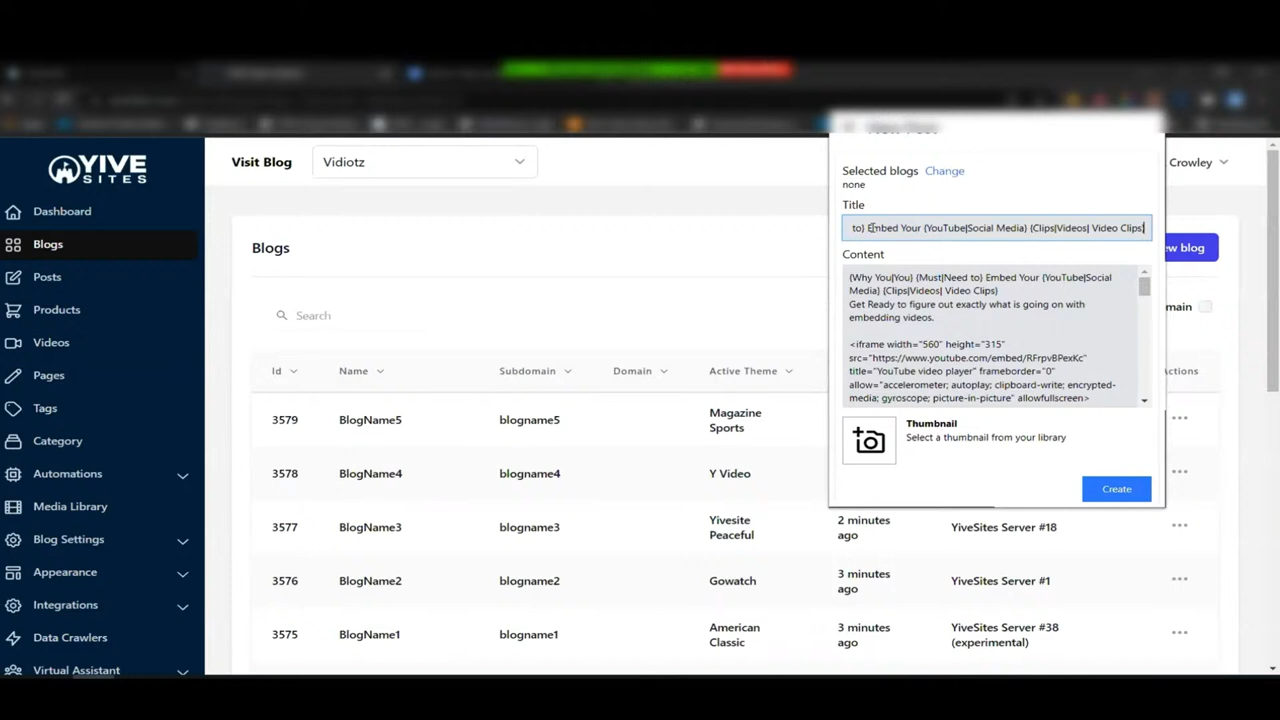 YIVE
SITES
Dashboard
Blogs
Posts
Products
Videos
Pages
Tags
Category
Automations
Media Library
Blog Settings
Appearance
Integrations
Data Crawlers
Virtual Assistant
Visit Blog
Vidiotz
Crowley
Blogs
Search
Id
Name
Subdomain
Domain
Active Theme
3579
BlogName5
blogname5
Magazine
Sports
3578
BlogName4
blogname4
Y Video
3577
BlogName3
blogname3
Yivesite
Peaceful
2 minutes
ago
YiveSites Server #18
3576
BlogName2
blogname2
Gowatch
3 minutes
ago
YiveSites Server #1
3575
BlogName1
blogname1
American
Classic
3 minutes
ago
YiveSites Server #38
(experimental)
Selected blogs Change
none
Title
to} Embed Your {YouTube|Social Media} {Clips|Videos| Video Clips}
Content
{Why You|You} {Must|Need to} Embed Your {YouTube|Social
Media} {Clips|Videos| Video Clips}
Get Ready to figure out exactly what is going on with
embedding videos.
<iframe width="560" height="315"
src="https://www.youtube.com/embed/RFrpvBPexKc"
title="YouTube video player" frameborder="0"
allow="accelerometer; autoplay; clipboard-write; encrypted-
media; gyroscope; picture-in-picture" allowfullscreen>
Thumbnail
Select a thumbnail from your library
Create